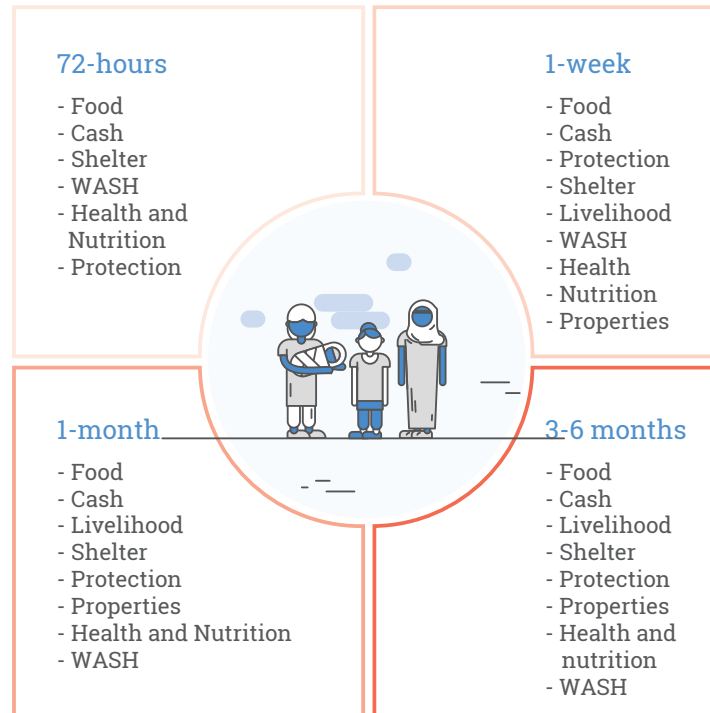 72-hours
- Food
- Cash
- Shelter
- WASH
- Health and
Nutrition
- Protection
1-week
- Food
- Cash
- Protection
- Shelter
- Livelihood
- WASH
- Health
- Nutrition
- Properties
1-month
- Food
- Cash
- Livelihood
- Shelter
- Protection
- Properties
- Health and Nutrition
- WASH
3-6 months
- Food
- Cash
- Livelihood
- Shelter
- Protection
- Properties
- Health and
nutrition
- WASH